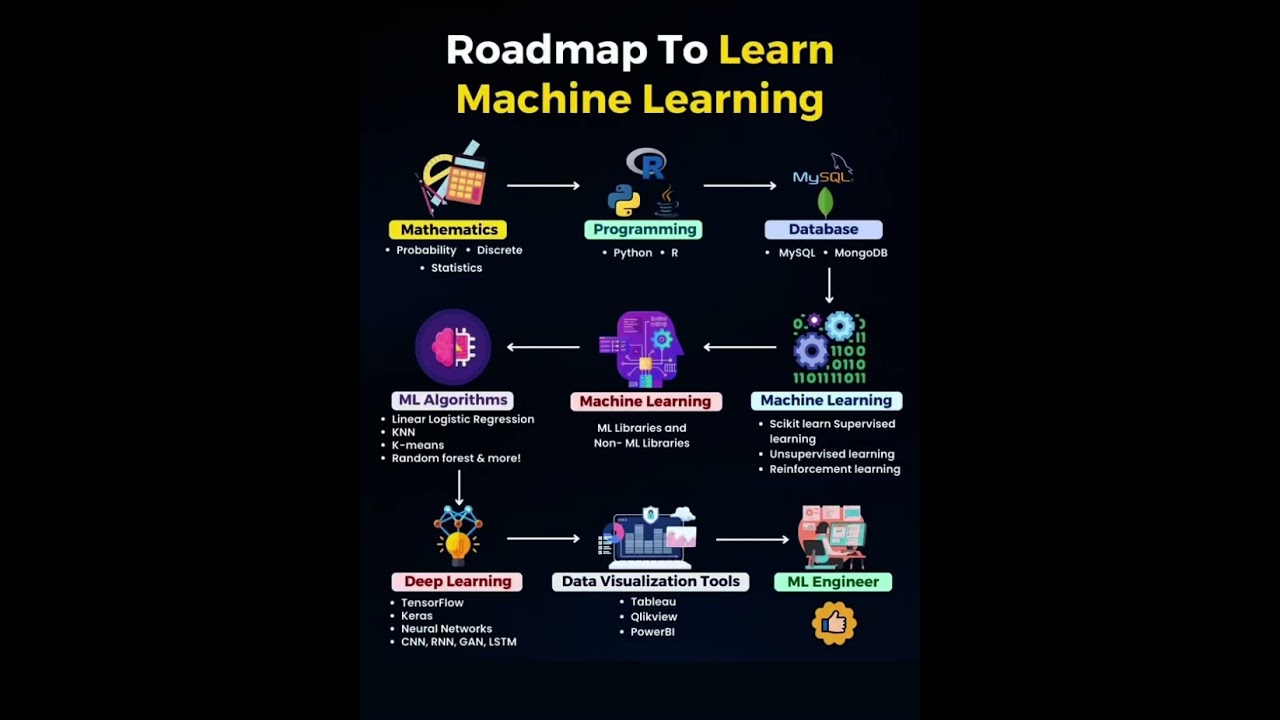 Roadmap To Learn
Machine Learning
R
MySQL
Mathematics
• Probability • Discrete
• Statistics
Programming
• Python • R
Database
• MySQL • MongoDB
Machine Learning
• Scikit learn Supervised
learning
• Unsupervised learning
• Reinforcement learning
Machine Learning
ML Libraries and
Non- ML Libraries
ML Algorithms
• Linear Logistic Regression
• KNN
• K-means
• Random forest & more!
Deep Learning
• TensorFlow
• Keras
• Neural Networks
• CNN, RNN, GAN, LSTM
Data Visualization Tools
• Tableau
• Qlikview
• PowerBI
ML Engineer